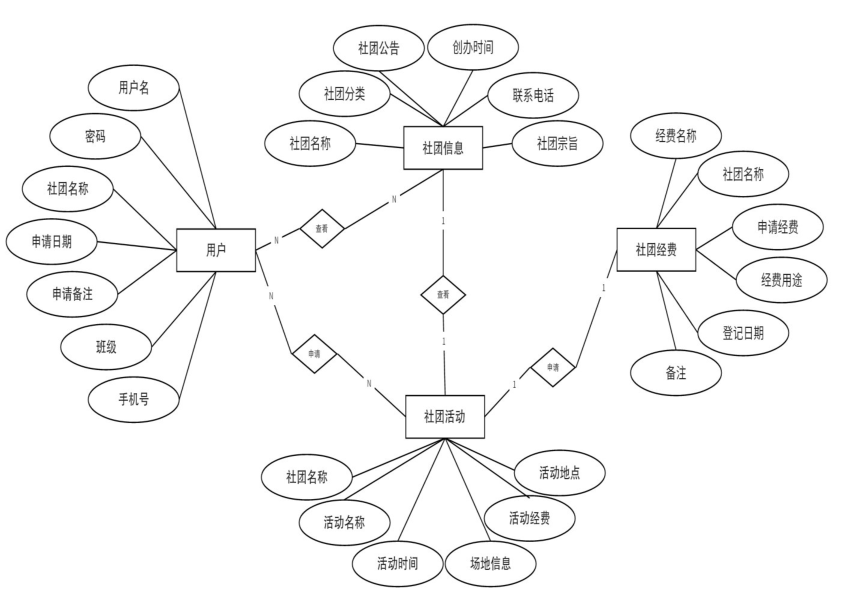 社团公告
创办时间
社团分类
联系电话
社团名称
社团信息
社团宗旨
用户名
密码
社团名称
申请日期
申请备注
班级
手机号
用户
N
查看
N
1
查看
1
N
申请
N
1
申请
1
经费名称
社团名称
申请经费
经费用途
登记日期
备注
社团经费
社团活动
社团名称
活动名称
活动时间
场地信息
活动经费
活动地点